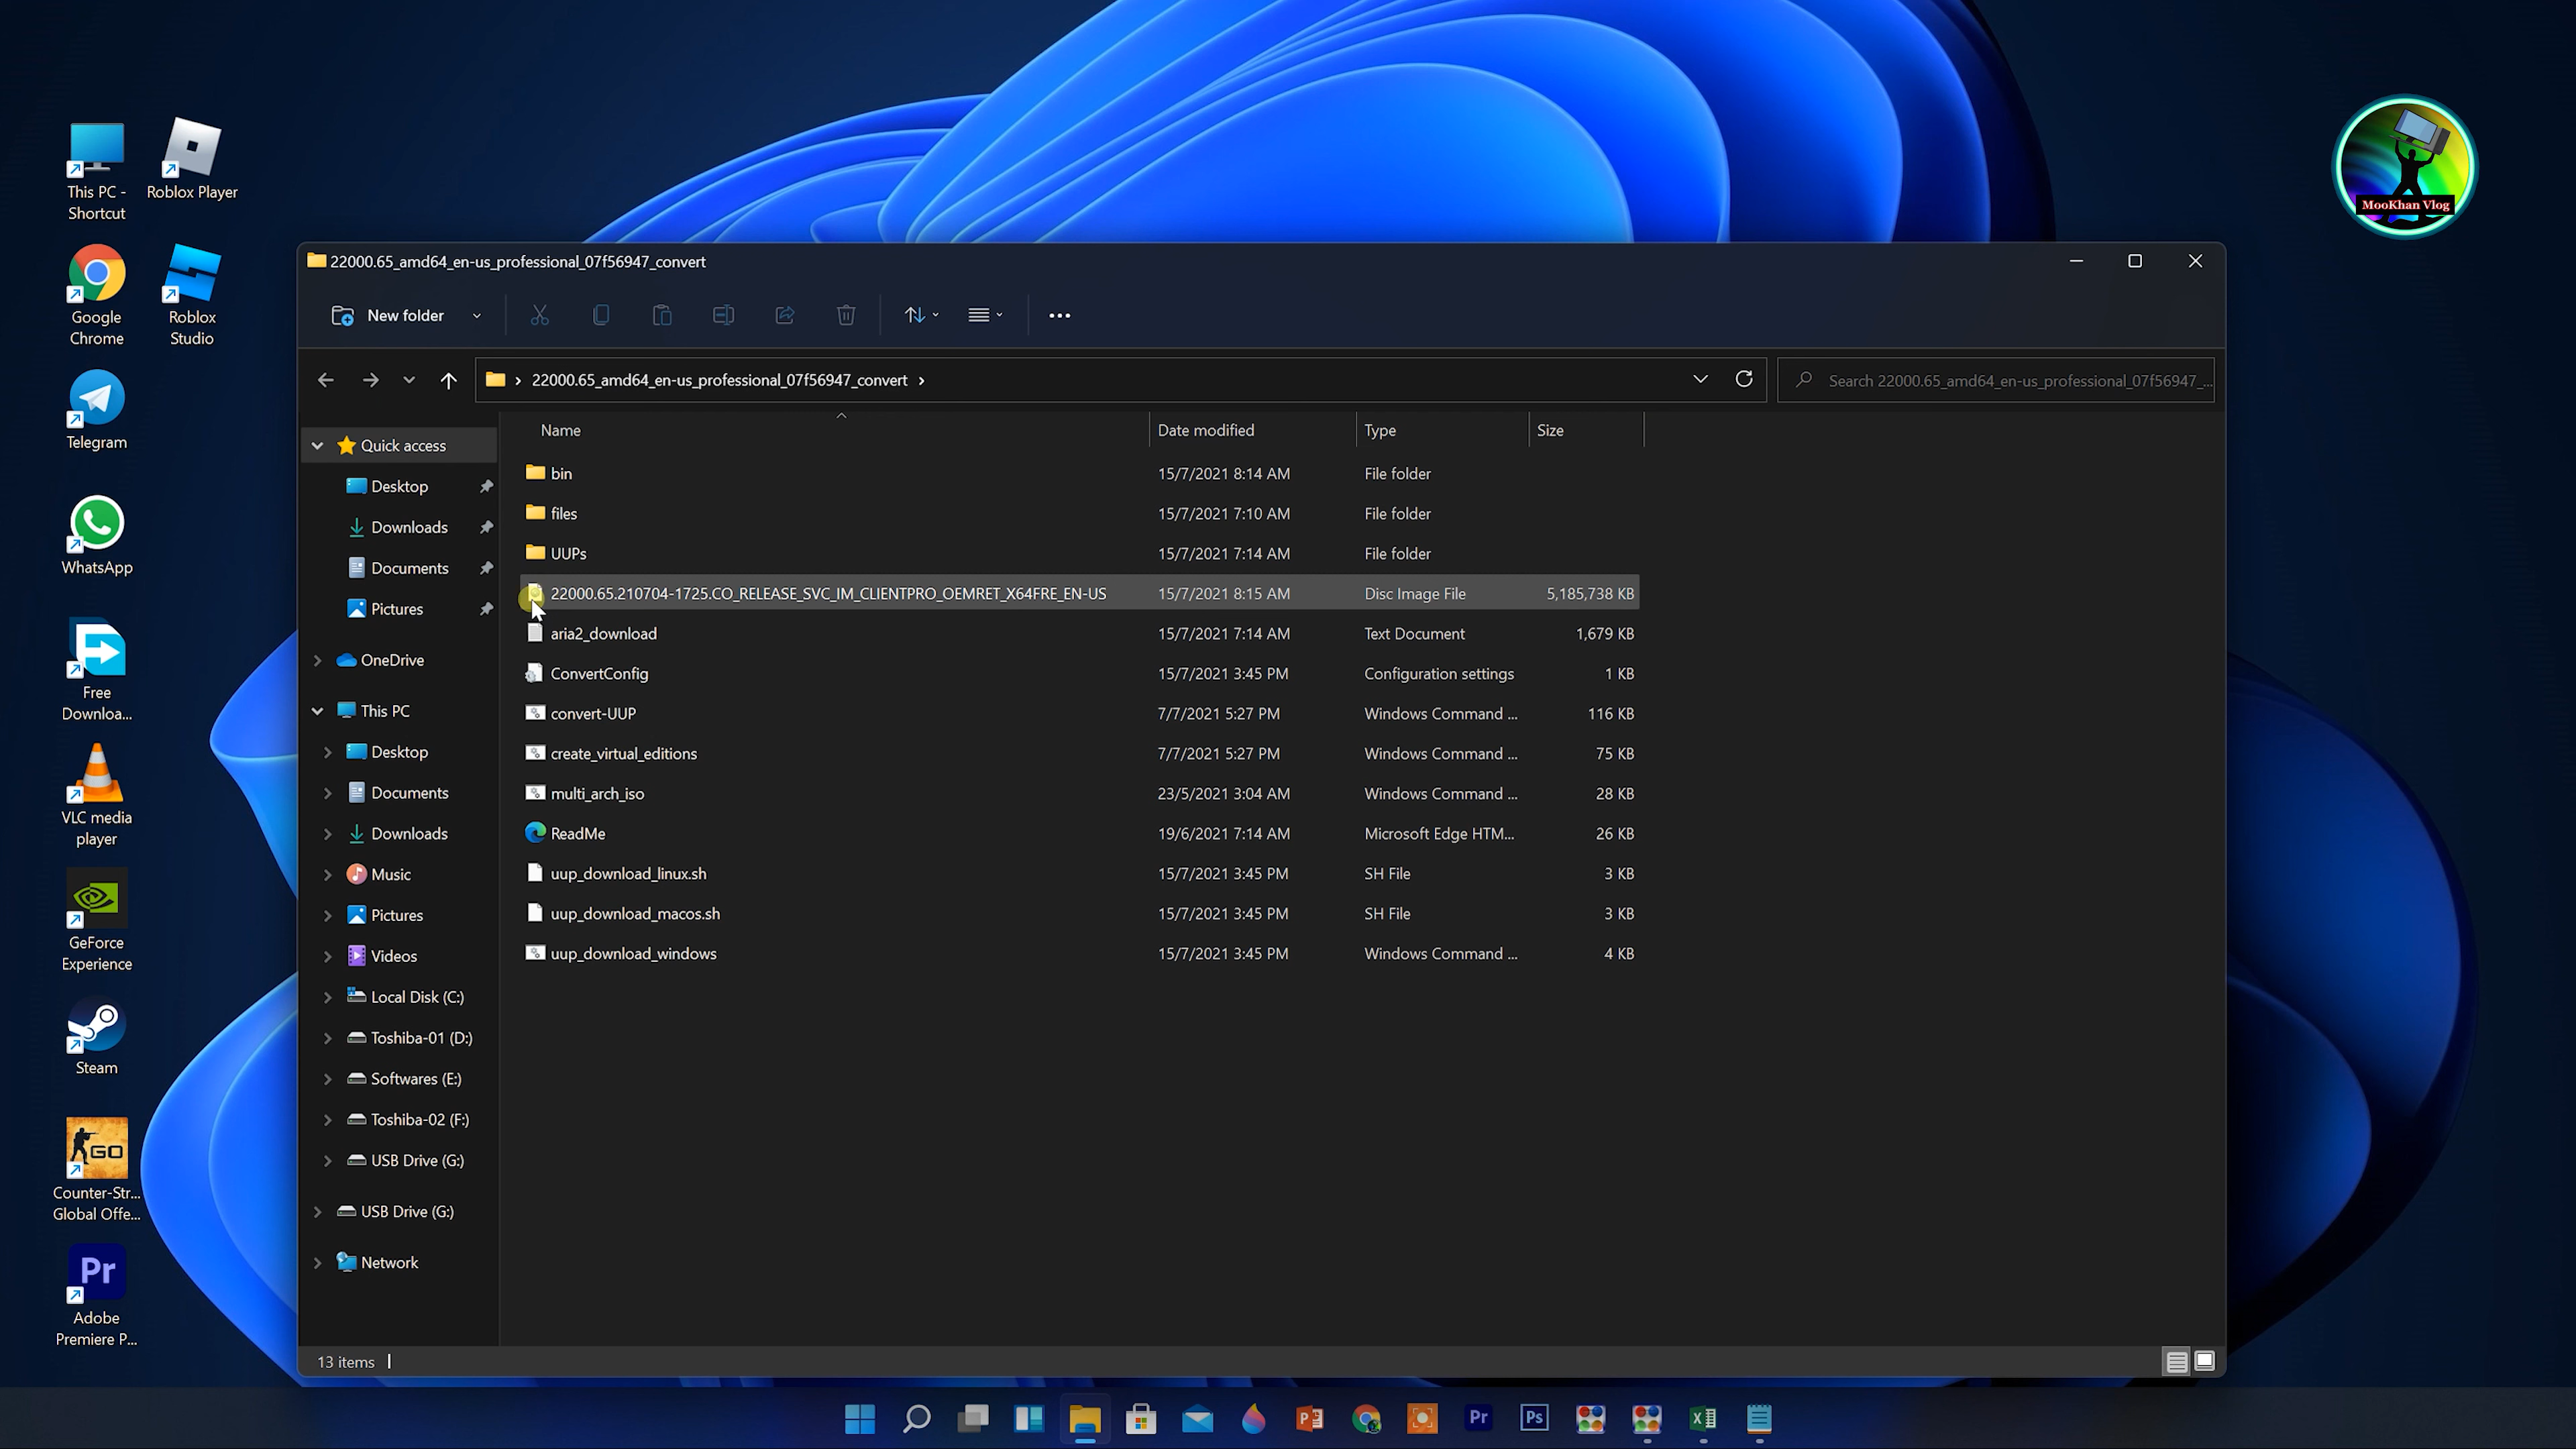 This PC -
Shortcut
Roblox Player
Google
Chrome
Roblox
Studio
Telegram
WhatsApp
Free
Downloa...
VLC media
player
GeForce
Experience
Steam
GO
Counter-Str...
Global Offe...
Pr
Adobe
Premiere P...
MooKhan Vlog
22000.65_amd64_en-us_professional_07f56947_convert
New folder
22000.65_amd64_en-us_professional_07f56947_convert
Search 22000.65_amd64_en-us_professional_07f56947_...
Quick access
Desktop
Downloads
Documents
Pictures
OneDrive
This PC
Desktop
Documents
Downloads
Music
Pictures
Videos
Local Disk (C:)
Toshiba-01 (D:)
Softwares (E:)
Toshiba-02 (F:)
USB Drive (G:)
USB Drive (G:)
Network
Name Date modified Type Size
bin 15/7/2021 8:14 AM File folder
files 15/7/2021 7:10 AM File folder
UUPs 15/7/2021 7:14 AM File folder
22000.65.210704-1725.CO_RELEASE_SVC_IM_CLIENTPRO_OEMRET_X64FRE_EN-US 15/7/2021 8:15 AM Disc Image File 5,185,738 KB
aria2_download 15/7/2021 7:14 AM Text Document 1,679 KB
ConvertConfig 15/7/2021 3:45 PM Configuration settings 1 KB
convert-UUP 7/7/2021 5:27 PM Windows Command ... 116 KB
create_virtual_editions 7/7/2021 5:27 PM Windows Command ... 75 KB
multi_arch_iso 23/5/2021 3:04 AM Windows Command ... 28 KB
ReadMe 19/6/2021 7:14 AM Microsoft Edge HTM... 26 KB
uup_download_linux.sh 15/7/2021 3:45 PM SH File 3 KB
uup_download_macos.sh 15/7/2021 3:45 PM SH File 3 KB
uup_download_windows 15/7/2021 3:45 PM Windows Command ... 4 KB
13 items
Pr
Ps